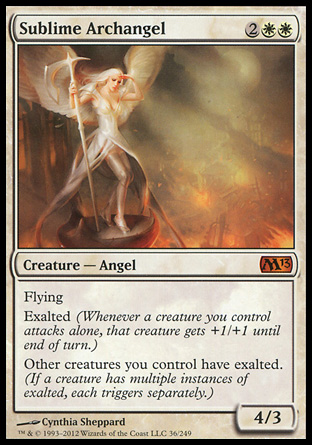 Sublime Archangel 2
Creature — Angel M13
Flying
Exalted (Whenever a creature you control
attacks alone, that creature gets +1/+1 until
end of turn.)
Other creatures you control have exalted.
(If a creature has multiple instances of
exalted, each triggers separately.)
4/3
Cynthia Sheppard
™ & © 1993-2012 Wizards of the Coast LLC 36/249